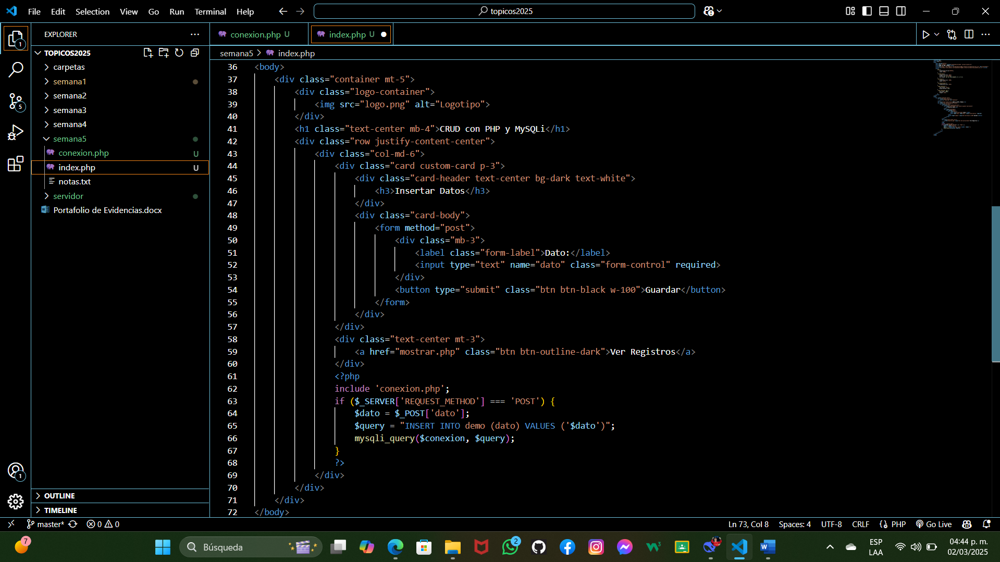 File Edit Selection View Go Run Terminal Help
topicos2025
EXPLORER
TOPICOS2025
carpetas
semana1
semana2
semana3
semana4
semana5
conexion.php U
index.php U
notas.txt
servidor
Portafolio de Evidencias.docx
OUTLINE
TIMELINE
1
5
1
conexion.php U
index.php U
semana5 > index.php
36 <body>
37 <div class="container mt-5">
38 <div class="logo-container">
39 <img src="logo.png" alt="Logotipo">
40 </div>
41 <h1 class="text-center mb-4">CRUD con PHP y MySQLi</h1>
42 <div class="row justify-content-center">
43 <div class="col-md-6">
44 <div class="card custom-card p-3">
45 <div class="card-header text-center bg-dark text-white">
46 <h3>Insertar Datos</h3>
47 </div>
48 <div class="card-body">
49 <form method="post">
50 <div class="mb-3">
51 <label class="form-label">Dato:</label>
52 <input type="text" name="dato" class="form-control" required>
53 </div>
54 <button type="submit" class="btn btn-black w-100">Guardar</button>
55 </form>
56 </div>
57 </div>
58 <div class="text-center mt-3">
59 <a href="mostrar.php" class="btn btn-outline-dark">Ver Registros</a>
60 </div>
61 <?php
62 include 'conexion.php';
63 if ($_SERVER['REQUEST_METHOD'] === 'POST') {
64 $dato = $_POST['dato'];
65 $query = "INSERT INTO demo (dato) VALUES ('$dato')";
66 mysqli_query($conexion, $query);
67 }
68 ?>
69 </div>
70 </div>
71 </div>
72 </body>
master* 0 0
Ln 73, Col 8 Spaces: 4 UTF-8 CRLF PHP Go Live
7
Búsqueda
2
ESP
LAA
04:44 p. m.
02/03/2025